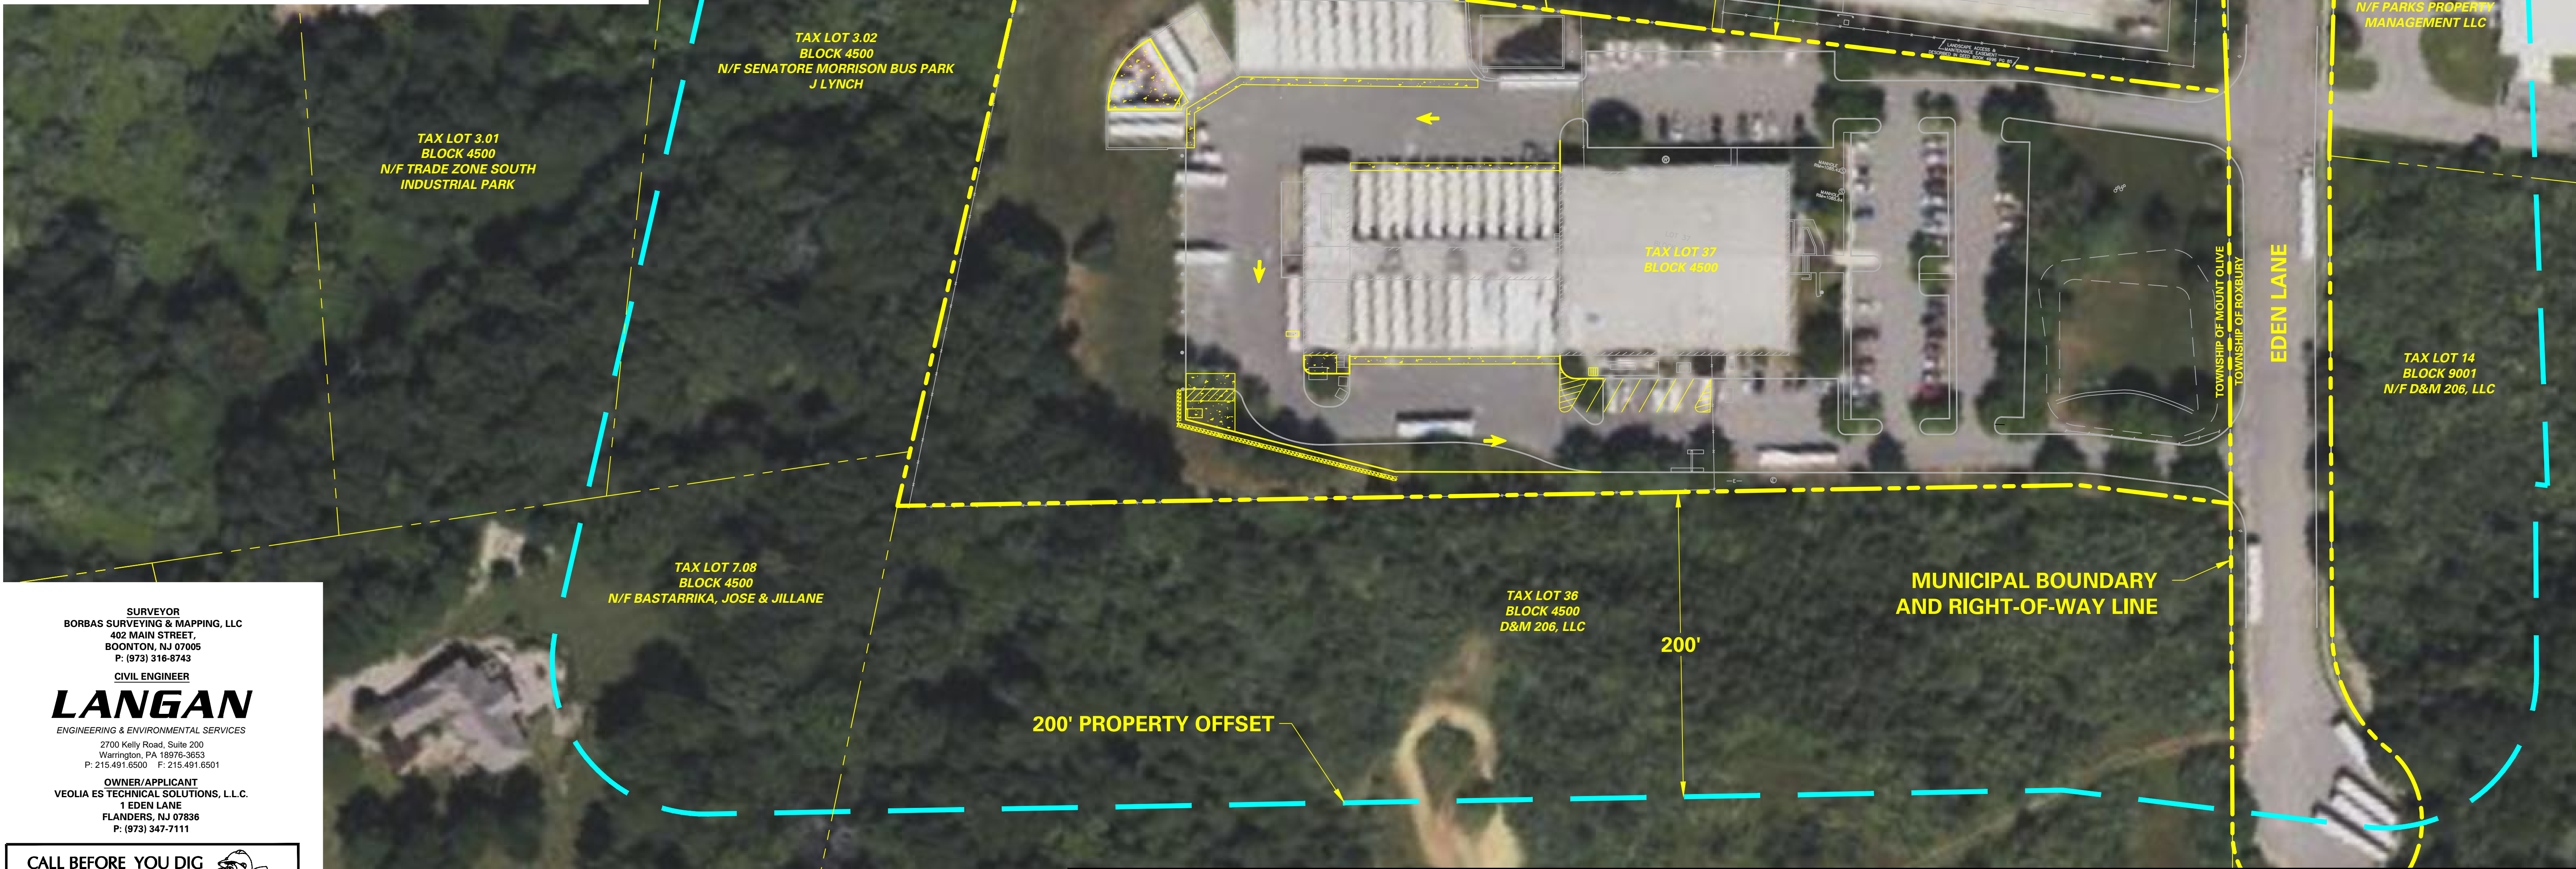 N/F PARKS PROPERTY
MANAGEMENT LLC
TAX LOT 3.02
BLOCK 4500
N/F SENATORE MORRISON BUS PARK
J LYNCH
LANDSCAPE ACCESS &
MAINTENANCE EASEMENT
TAX LOT 3.01
BLOCK 4500
N/F TRADE ZONE SOUTH
INDUSTRIAL PARK
MANHOLE
MANHOLE
TAX LOT 37
BLOCK 4500
TOWNSHIP OF MOUNT OLIVE
TOWNSHIP OF ROXBURY
EDEN LANE
TAX LOT 14
BLOCK 9001
N/F D&M 206, LLC
TAX LOT 7.08
BLOCK 4500
N/F BASTARRIKA, JOSE & JILLANE
TAX LOT 36
BLOCK 4500
D&M 206, LLC
MUNICIPAL BOUNDARY
AND RIGHT-OF-WAY LINE
200'
200' PROPERTY OFFSET
SURVEYOR
BORBAS SURVEYING & MAPPING, LLC
402 MAIN STREET,
BOONTON, NJ 07005
P: (973) 316-8743
CIVIL ENGINEER
LANGAN
ENGINEERING & ENVIRONMENTAL SERVICES
2700 Kelly Road, Suite 200
Warrington, PA 18976-3653
P: 215.491.6500 F: 215.491.6501
OWNER/APPLICANT
VEOLIA ES TECHNICAL SOLUTIONS, L.L.C.
1 EDEN LANE
FLANDERS, NJ 07836
P: (973) 347-7111
CALL BEFORE YOU DIG